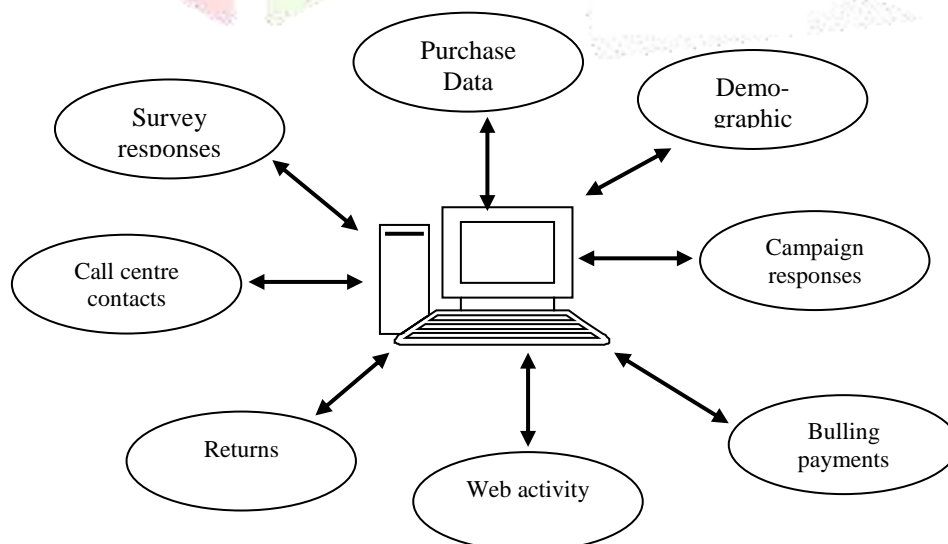 Purchase
Data
Demo-
graphic
Survey
responses
Call centre
contacts
Campaign
responses
Returns
Web activity
Bulling
payments